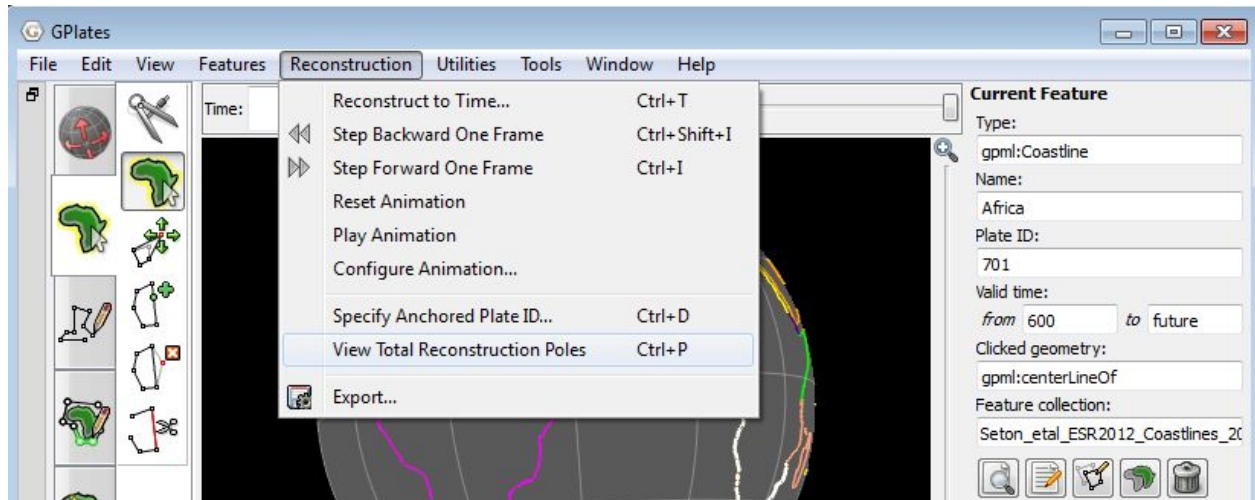 GPlates
File Edit View Features Reconstruction Utilities Tools Window Help
Time:
Reconstruct to Time... Ctrl+T
Step Backward One Frame Ctrl+Shift+I
Step Forward One Frame Ctrl+I
Reset Animation
Play Animation
Configure Animation...
Specify Anchored Plate ID... Ctrl+D
View Total Reconstruction Poles Ctrl+P
Export...
Current Feature
Type:
gpml:Coastline
Name:
Africa
Plate ID:
701
Valid time:
from 600 to future
Clicked geometry:
gpml:centerLineOf
Feature collection:
Seton_etal_ESR2012_Coastlines_20